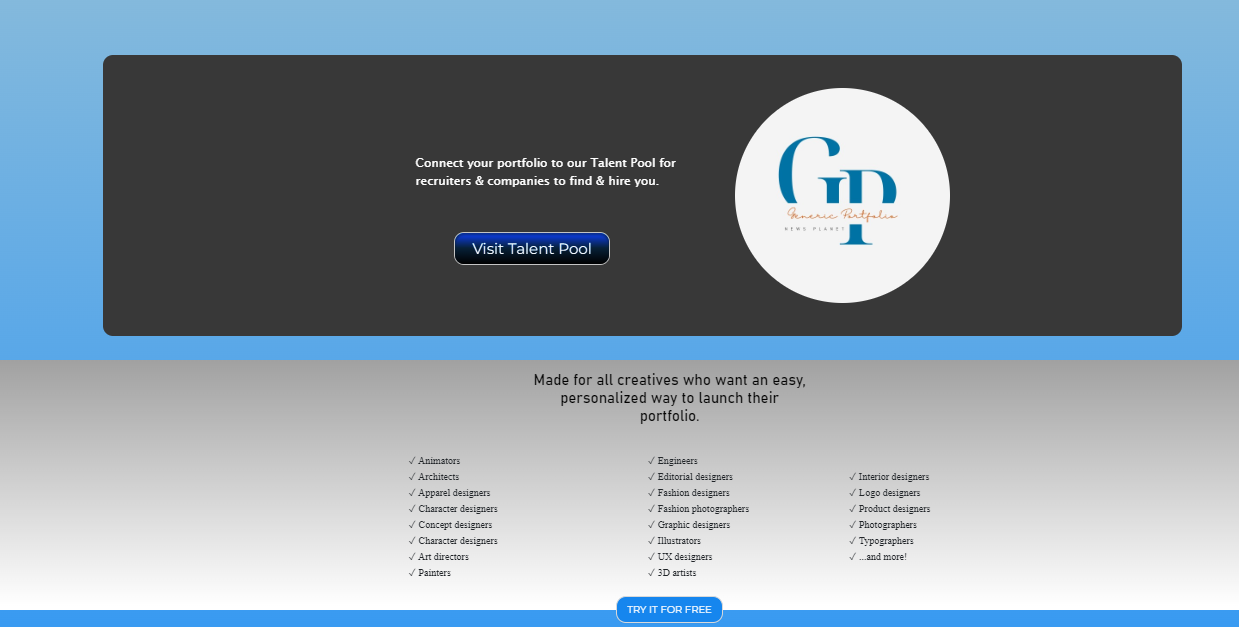 Connect your portfolio to our Talent Pool for
recruiters & companies to find & hire you.
Visit Talent Pool
GP
Generic Portfolio
NEWS PLANET
Made for all creatives who want an easy,
personalized way to launch their
portfolio.
✓ Animators
✓ Architects
✓ Apparel designers
✓ Character designers
✓ Concept designers
✓ Character designers
✓ Art directors
✓ Painters
✓ Engineers
✓ Editorial designers
✓ Fashion designers
✓ Fashion photographers
✓ Graphic designers
✓ Illustrators
✓ UX designers
✓ 3D artists
✓ Interior designers
✓ Logo designers
✓ Product designers
✓ Photographers
✓ Typographers
✓ ...and more!
TRY IT FOR FREE